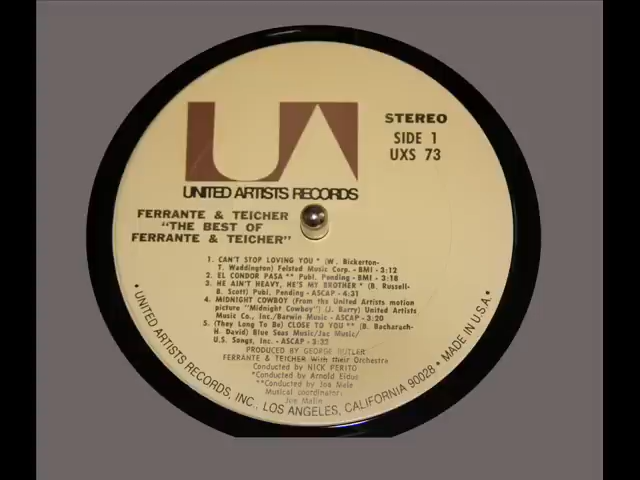 UA
STEREO
SIDE 1
UXS 73
UNITED ARTISTS RECORDS
FERRANTE & TEICHER
"THE BEST OF
FERRANTE & TEICHER"
1. CAN'T STOP LOVING YOU * (W. Bickerton-
T. Waddington) Felsted Music Corp. - BMI - 3:12
2. EL CONDOR PASA ** Publ. Pending - BMI - 3:18
3. HE AIN'T HEAVY, HE'S MY BROTHER * (B. Russell-
B. Scott) Publ. Pending - ASCAP - 4:31
4. MIDNIGHT COWBOY (From the United Artists motion
picture "Midnight Cowboy") (J. Barry) United Artists
Music Co., Inc./Barwin Music - ASCAP - 3:20
5. (They Long To Be) CLOSE TO YOU ** (B. Bacharach-
H. David) Blue Seas Music/Jac Music/
U.S. Songs, Inc. - ASCAP - 3:32
PRODUCED BY GEORGE BUTLER
FERRANTE & TEICHER With their Orchestra
Conducted by NICK PERITO
*Conducted by Arnold Eidus
**Conducted by Joe Mele
Musical coordinator:
Joe Malin
• UNITED ARTISTS RECORDS, INC., LOS ANGELES, CALIFORNIA 90028 • MADE IN U.S.A. •